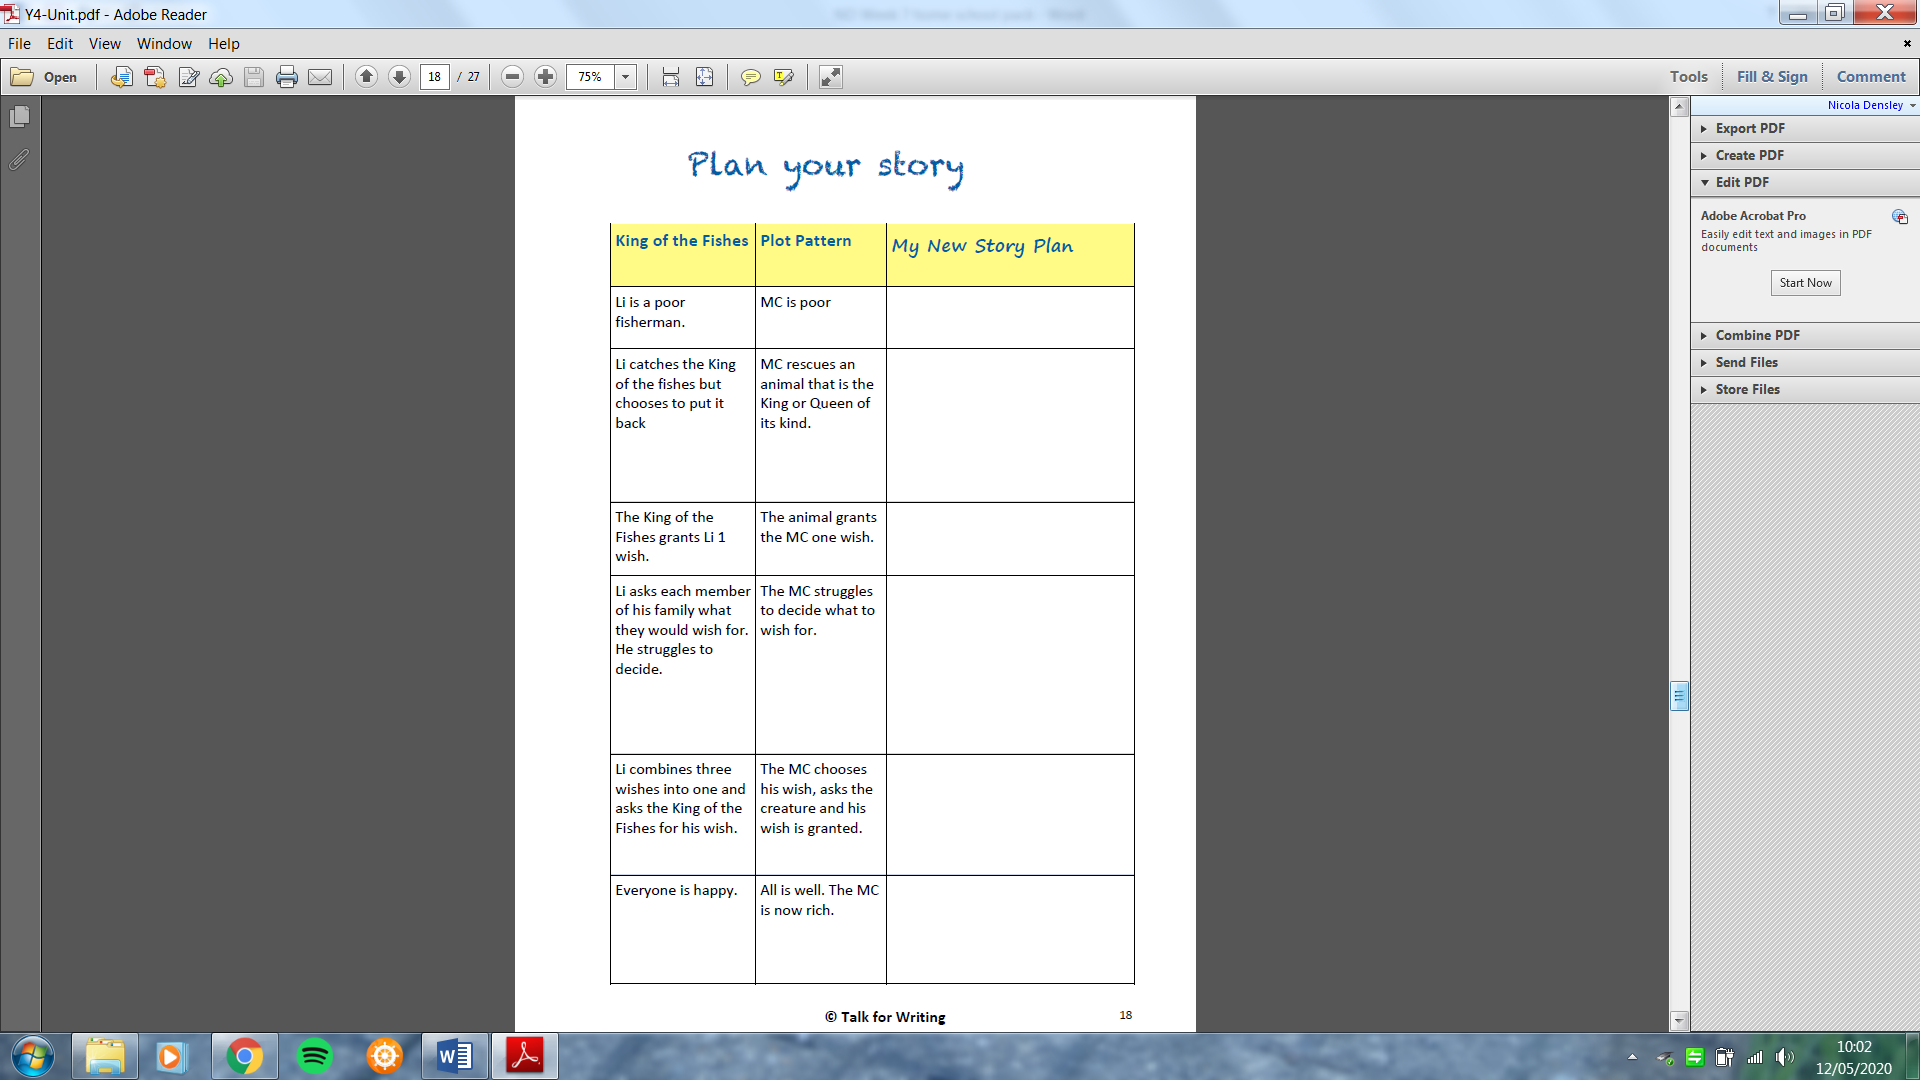 Y4-Unit.pdf - Adobe Reader
File Edit View Window Help
Open 18 / 27 75% Tools Fill & Sign Comment
Nicola Densley
Export PDF
Create PDF
Edit PDF
Adobe Acrobat Pro
Easily edit text and images in PDF
documents
Start Now
Combine PDF
Send Files
Store Files
Plan your story
King of the Fishes
Plot Pattern
My New Story Plan
Li is a poor
fisherman.
MC is poor
Li catches the King
of the fishes but
chooses to put it
back
MC rescues an
animal that is the
King or Queen of
its kind.
The King of the
Fishes grants Li 1
wish.
The animal grants
the MC one wish.
Li asks each member
of his family what
they would wish for.
He struggles to
decide.
The MC struggles
to decide what to
wish for.
Li combines three
wishes into one and
asks the King of the
Fishes for his wish.
The MC chooses
his wish, asks the
creature and his
wish is granted.
Everyone is happy.
All is well. The MC
is now rich.
© Talk for Writing
18
10:02
12/05/2020